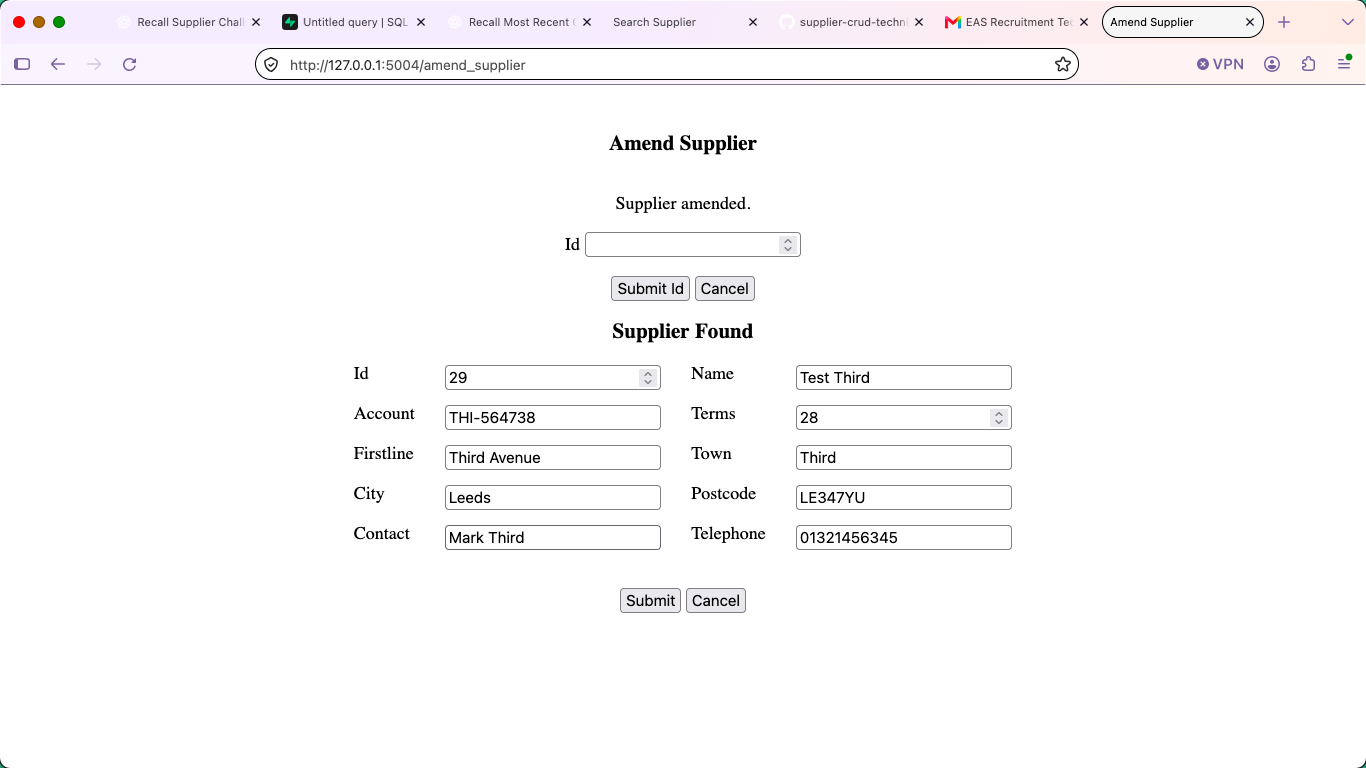 Recall Supplier Chal
Untitled query | SQL
Recall Most Recent
Search Supplier
supplier-crud-techni
EAS Recruitment Tec
Amend Supplier
http://127.0.0.1:5004/amend_supplier
VPN
Amend Supplier
Supplier amended.
Id
Submit Id Cancel
Supplier Found
Id 29 Name Test Third
Account THI-564738 Terms 28
Firstline Third Avenue Town Third
City Leeds Postcode LE347YU
Contact Mark Third Telephone 01321456345
Submit Cancel